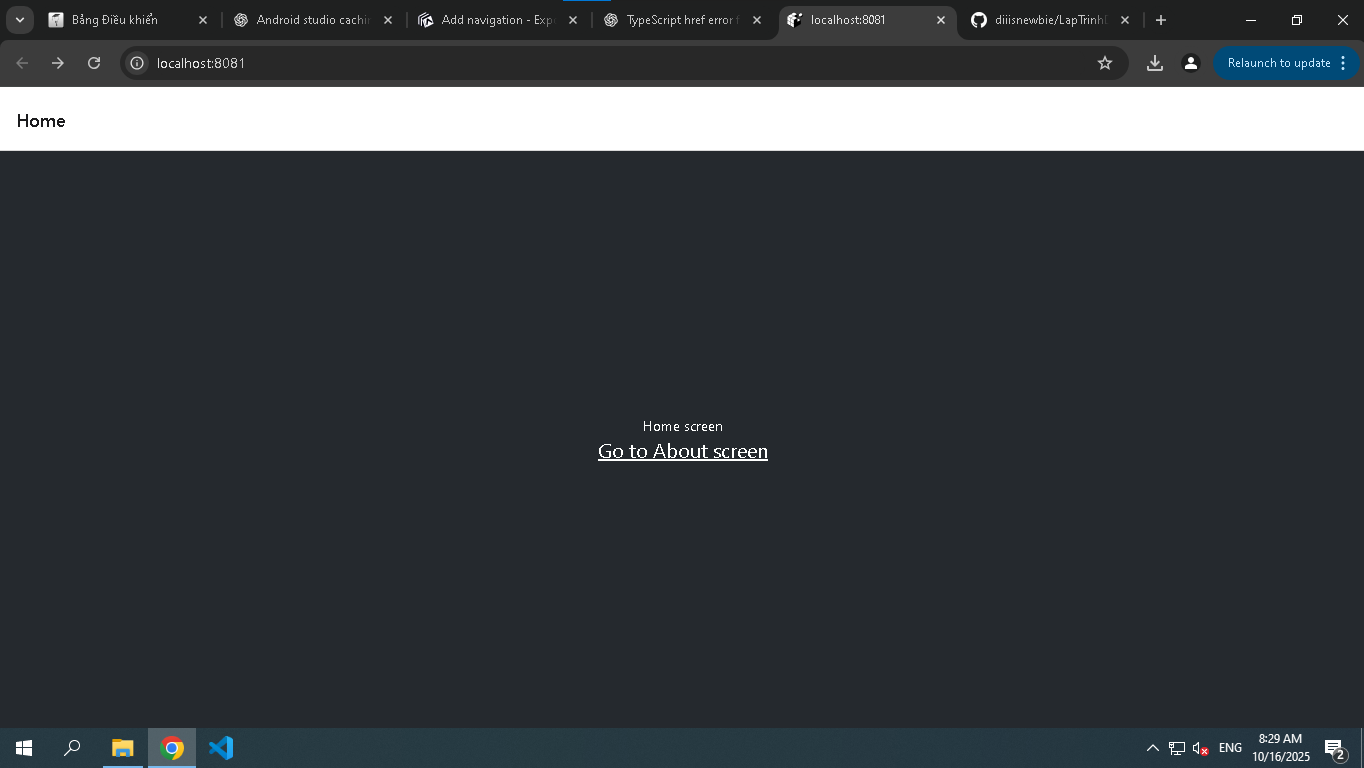 Bảng Điều khiển
Android studio cachin
Add navigation - Exp
TypeScript href error f
localhost:8081
diiisnewbie/LapTrinh
localhost:8081
Relaunch to update
Home
Home screen
Go to About screen
ENG
8:29 AM
10/16/2025
2